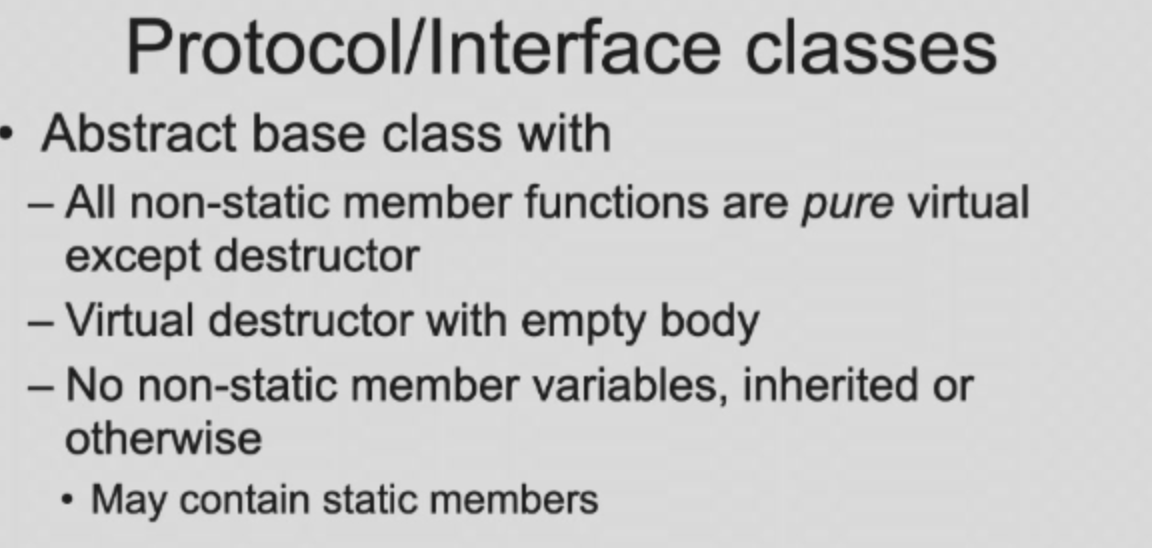 Protocol/Interface classes
• Abstract base class with
– All non-static member functions are pure virtual
except destructor
– Virtual destructor with empty body
– No non-static member variables, inherited or
otherwise
• May contain static members